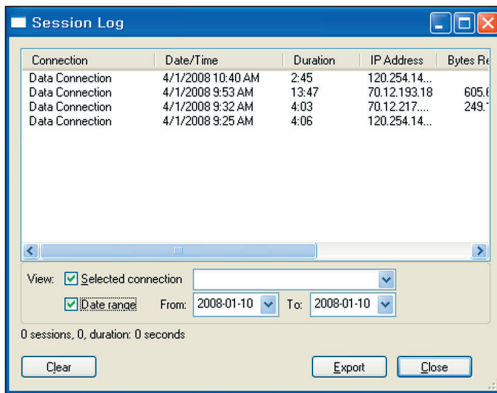 Session Log
Connection Date/Time Duration IP Address Bytes Re
Data Connection 4/1/2008 10:40 AM 2:45 120.254.14...
Data Connection 4/1/2008 9:53 AM 13:47 70.12.193.18 605.6
Data Connection 4/1/2008 9:32 AM 4:03 70.12.217.... 249.
Data Connection 4/1/2008 9:25 AM 4:06 120.254.14...
View: Selected connection
Date range From: 2008-01-10 To: 2008-01-10
0 sessions, 0, duration: 0 seconds
Clear Export Close